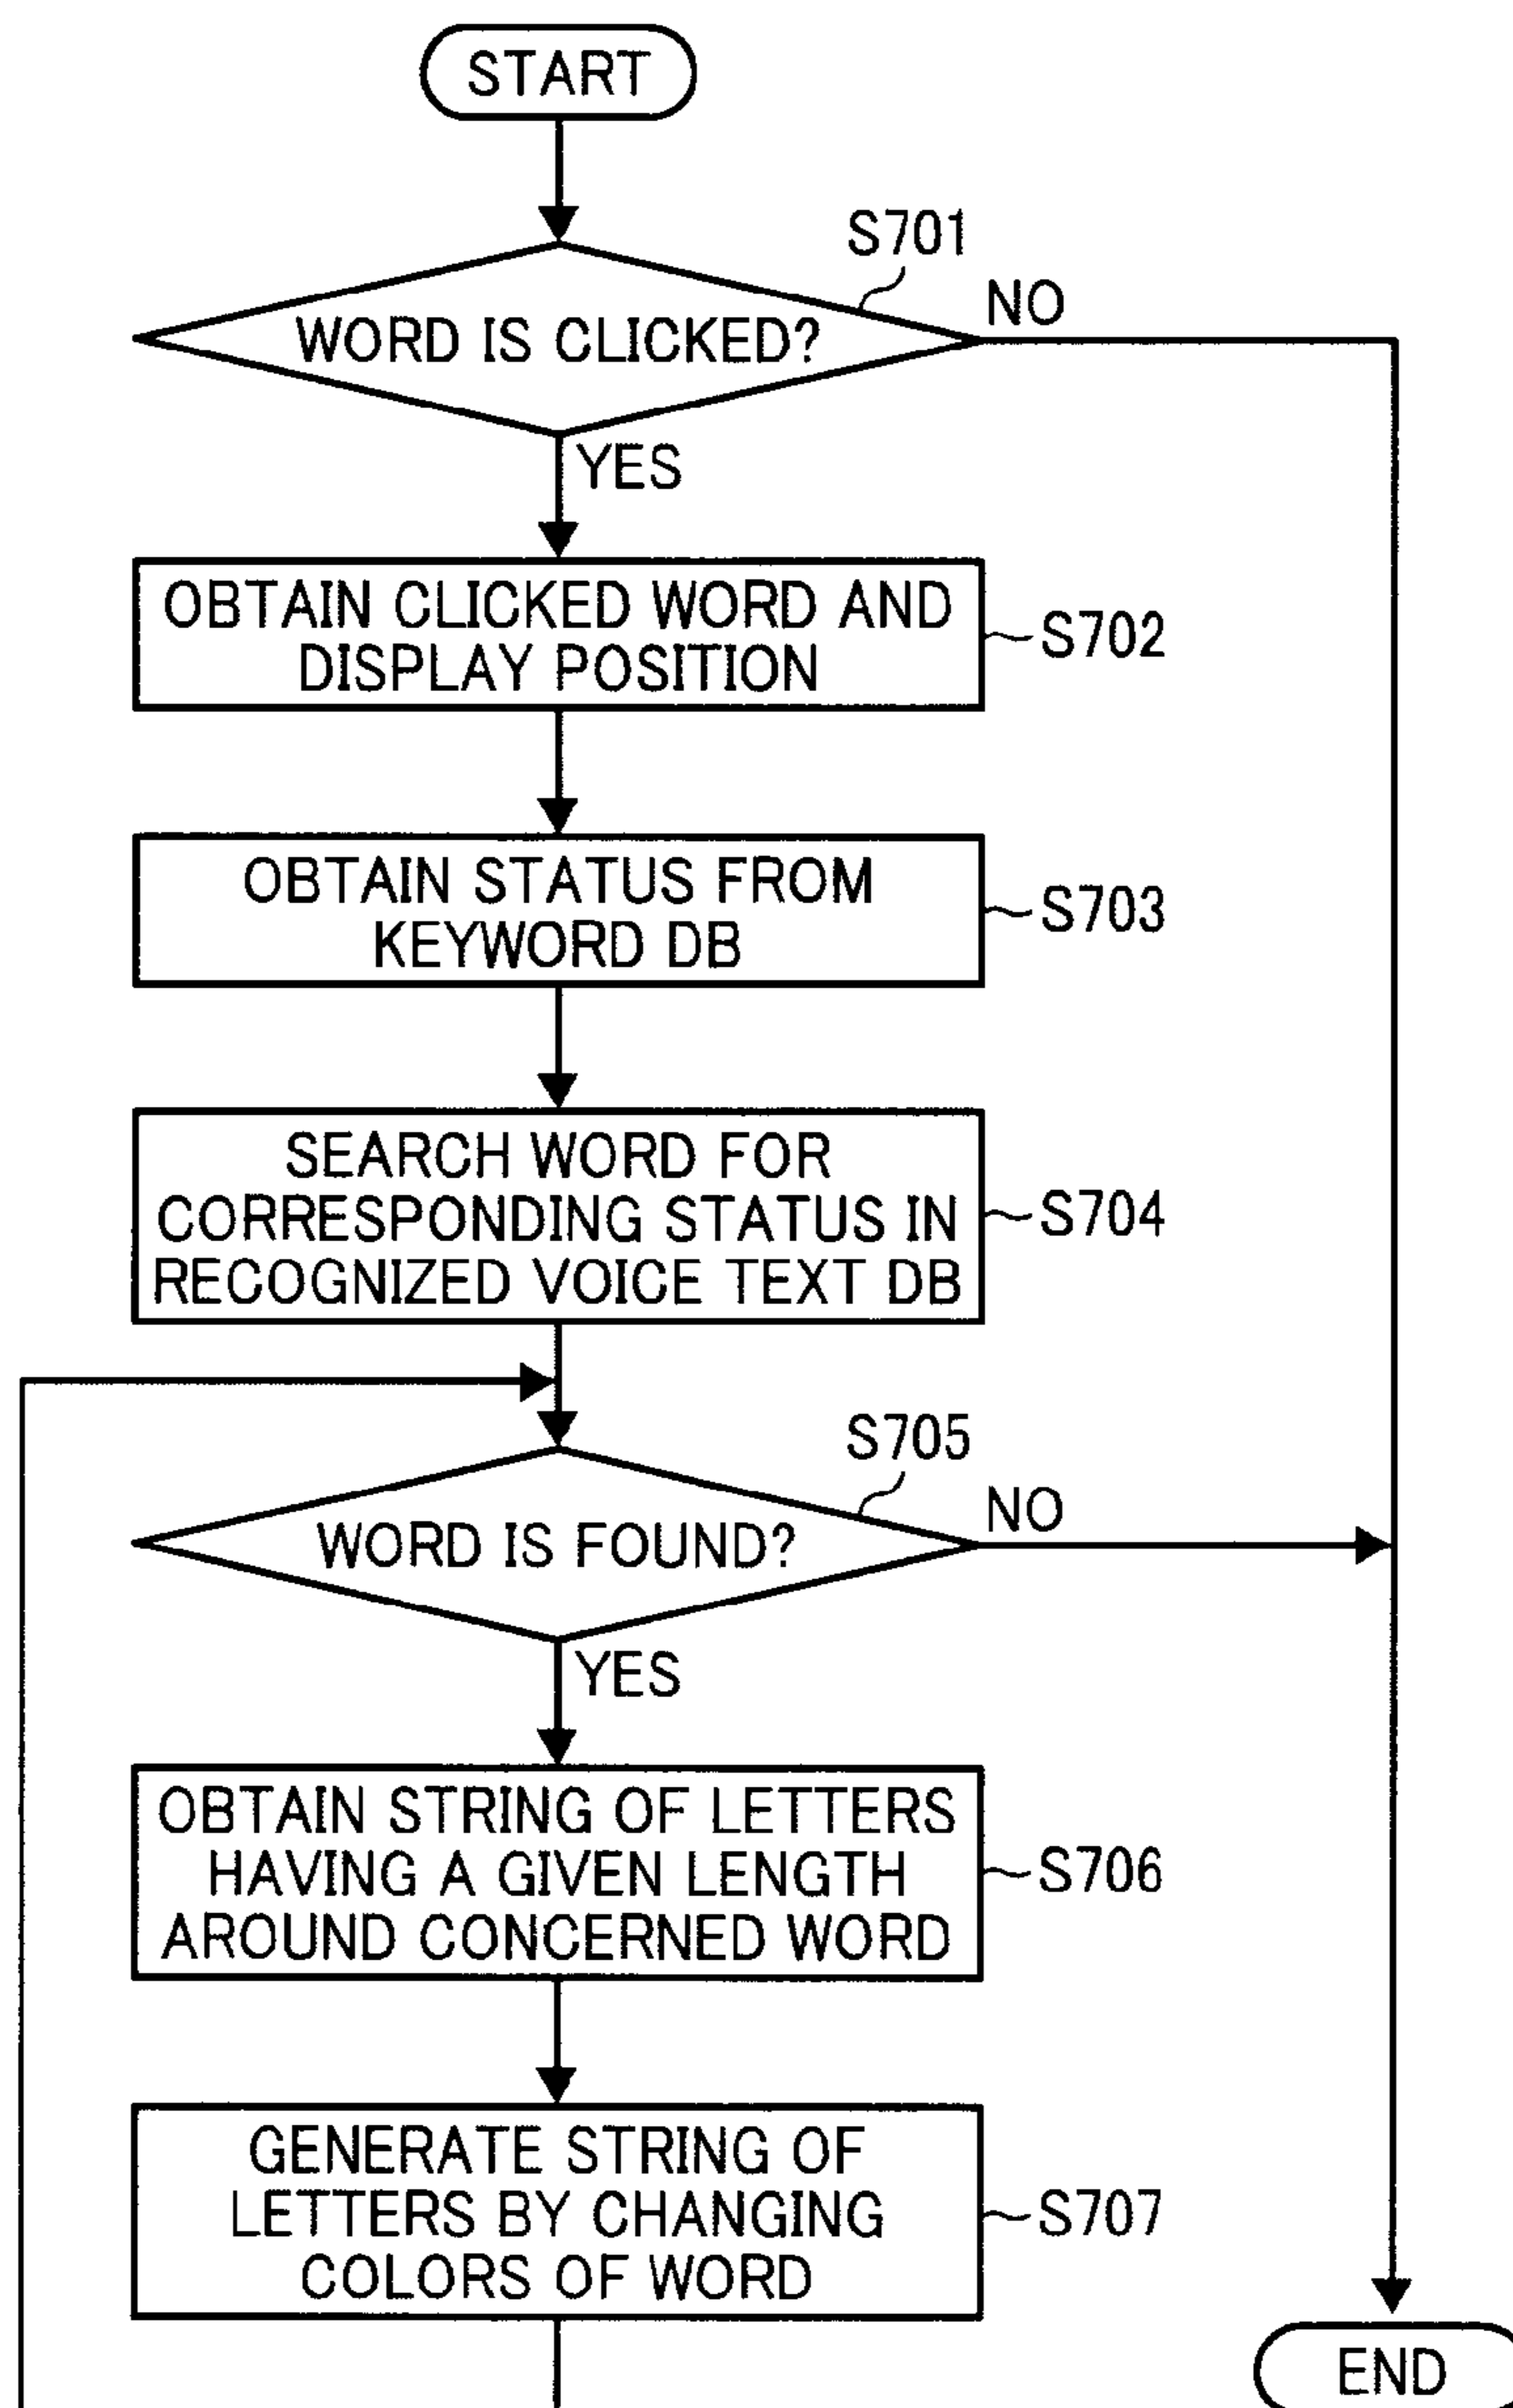 START
S701
WORD IS CLICKED?
NO
YES
OBTAIN CLICKED WORD AND
DISPLAY POSITION
S702
OBTAIN STATUS FROM
KEYWORD DB
S703
SEARCH WORD FOR
CORRESPONDING STATUS IN
RECOGNIZED VOICE TEXT DB
S704
S705
WORD IS FOUND?
NO
YES
OBTAIN STRING OF LETTERS
HAVING A GIVEN LENGTH
AROUND CONCERNED WORD
S706
GENERATE STRING OF
LETTERS BY CHANGING
COLORS OF WORD
S707
END